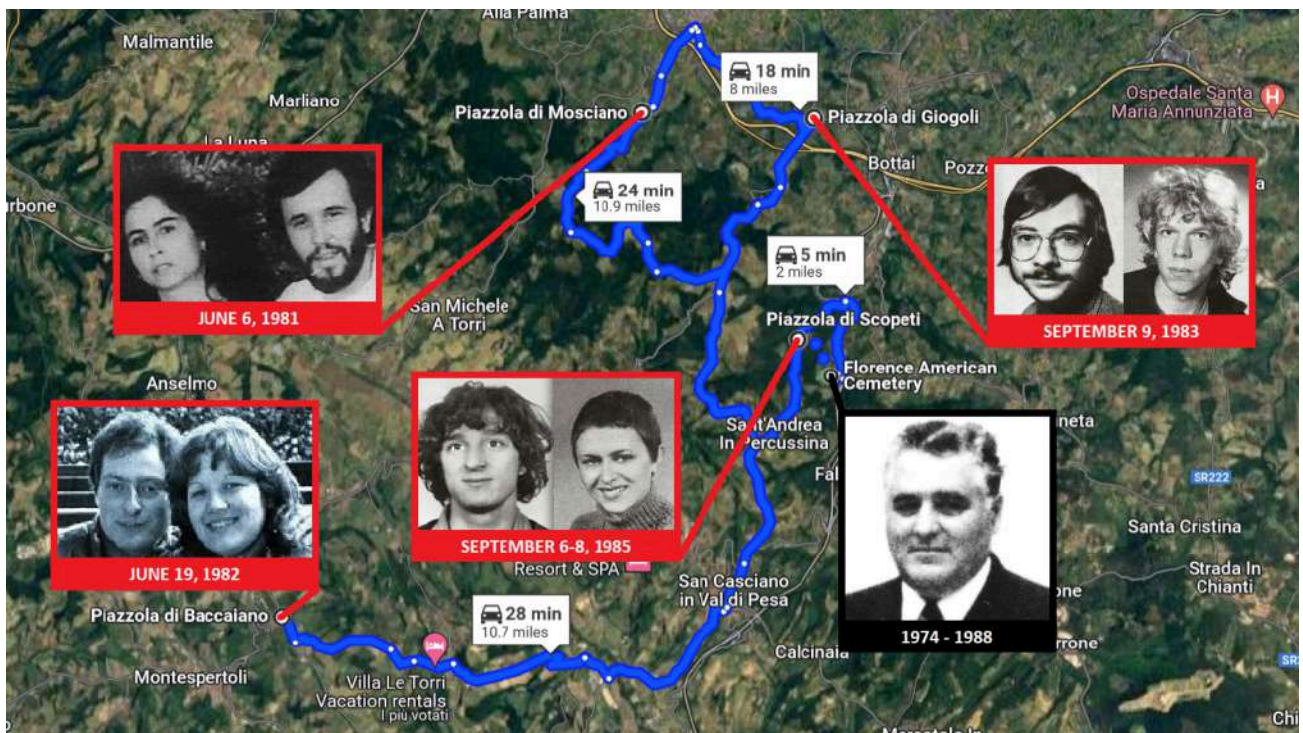 Alla Palma
Malmantile
18 min
8 miles
Ospedale Santa
Maria Annunziata
H
Marliano
Piazzola di Mosciano
Piazzola di Giogoli
La Luna
Bottai
24 min
10.9 miles
5 min
2 miles
JUNE 6, 1981
San Michele
A Torri
Piazzola di Scopeti
SEPTEMBER 9, 1983
Florence American
Cemetery
Anselmo
Sant'Andrea
In Percussina
SR222
Santa Cristina
SEPTEMBER 6-8, 1985
Resort & SPA
JUNE 19, 1982
San Casciano
in Val di Pesa
Strada In
Chianti
Piazzola di Baccaiano
28 min
10.7 miles
1974 - 1988
Calcinaia
Montespertoli
Villa Le Torri
Vacation rentals
I più votati